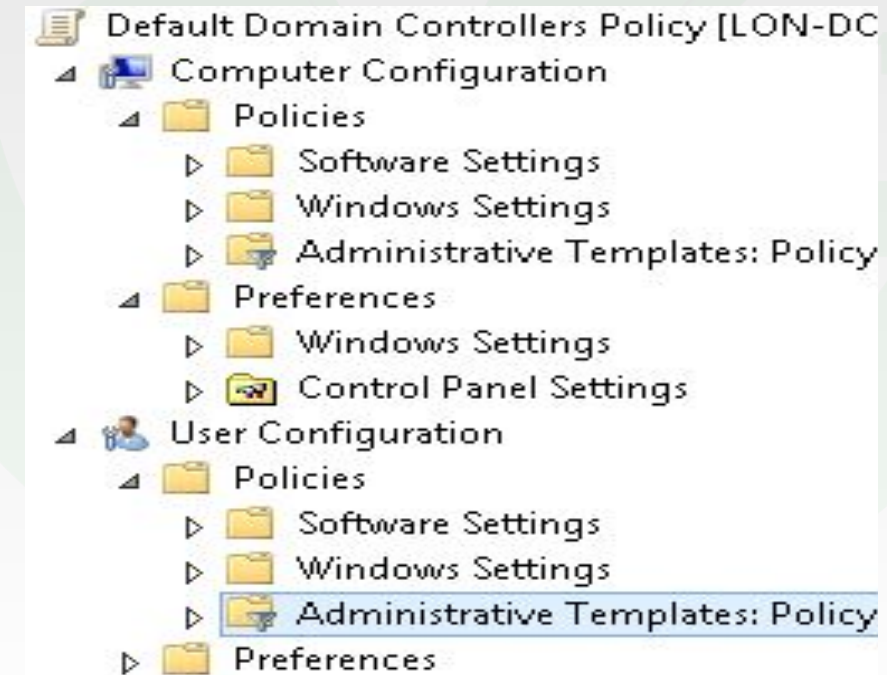 Default Domain Controllers Policy [LON-DC
Computer Configuration
Policies
Software Settings
Windows Settings
Administrative Templates: Policy
Preferences
Windows Settings
Control Panel Settings
User Configuration
Policies
Software Settings
Windows Settings
Administrative Templates: Policy
Preferences